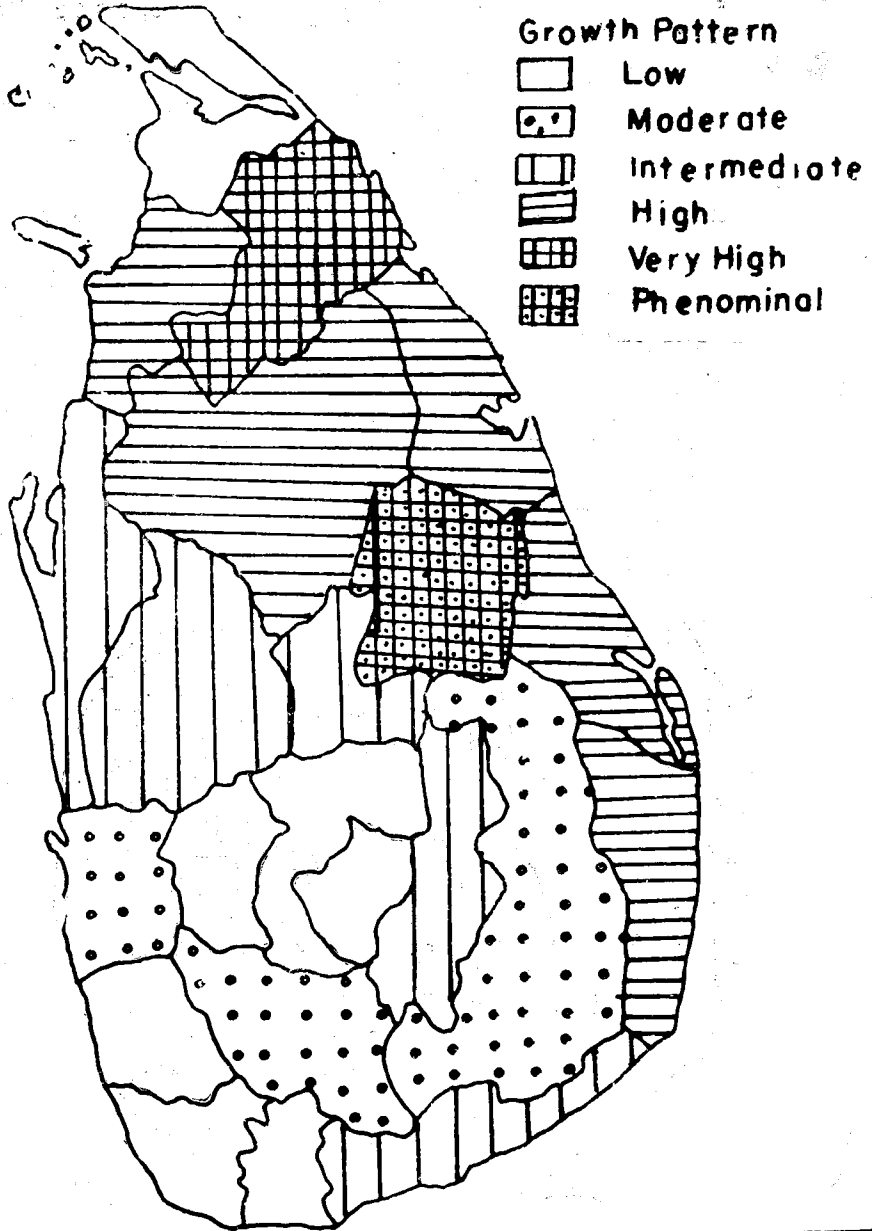 Growth Pattern
Low
Moderate
Intermediate
High
Very High
Phenominal